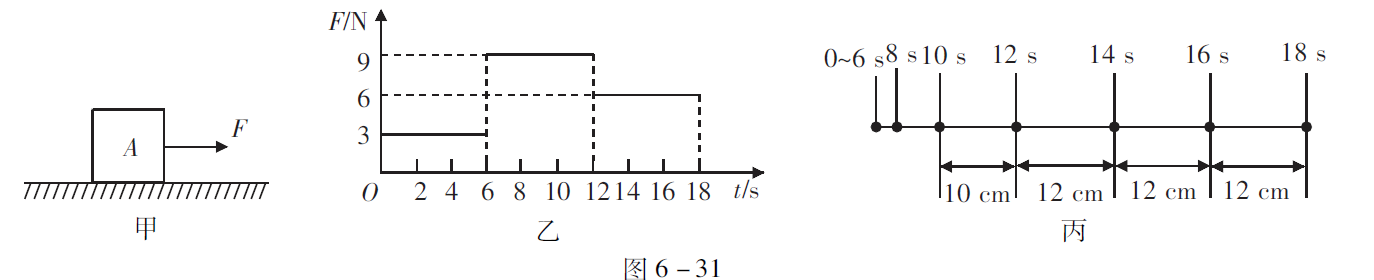 A
F
甲
F/N
9
6
3
O
2 4 6 8 10 12 14 16 18 t/s
乙
0~6 s 8 s 10 s 12 s 14 s 16 s 18 s
10 cm 12 cm 12 cm 12 cm
丙
图 6-31